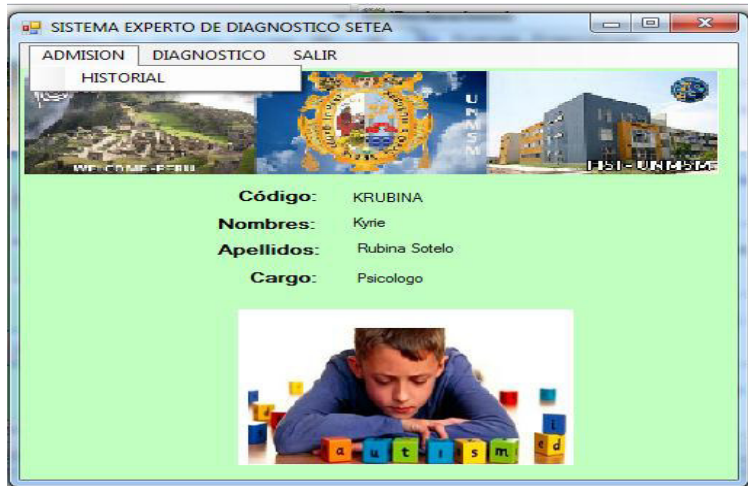 SISTEMA EXPERTO DE DIAGNOSTICO SETEA
ADMISION DIAGNOSTICO SALIR
HISTORIAL
WELCOME-PERU
UNMSM
FISI-UNMSM
Código: KRUBINA
Nombres: Kyrie
Apellidos: Rubina Sotelo
Cargo: Psicologo
a u t i s m